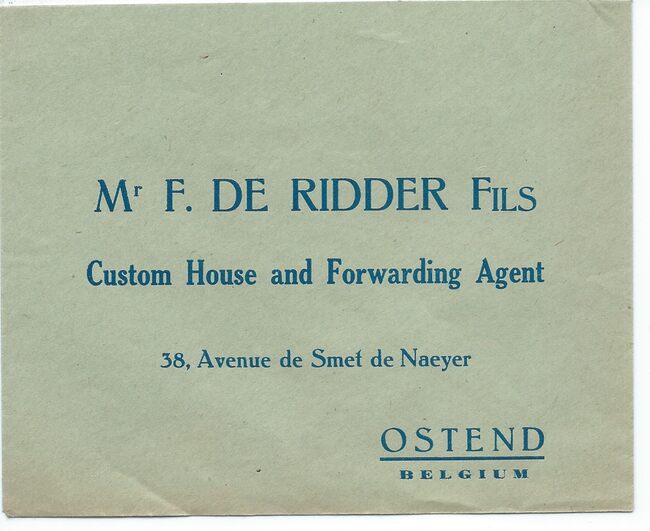 Mr F. DE RIDDER FILS
Custom House and Forwarding Agent
38, Avenue de Smet de Naeyer
OSTEND
BELGIUM